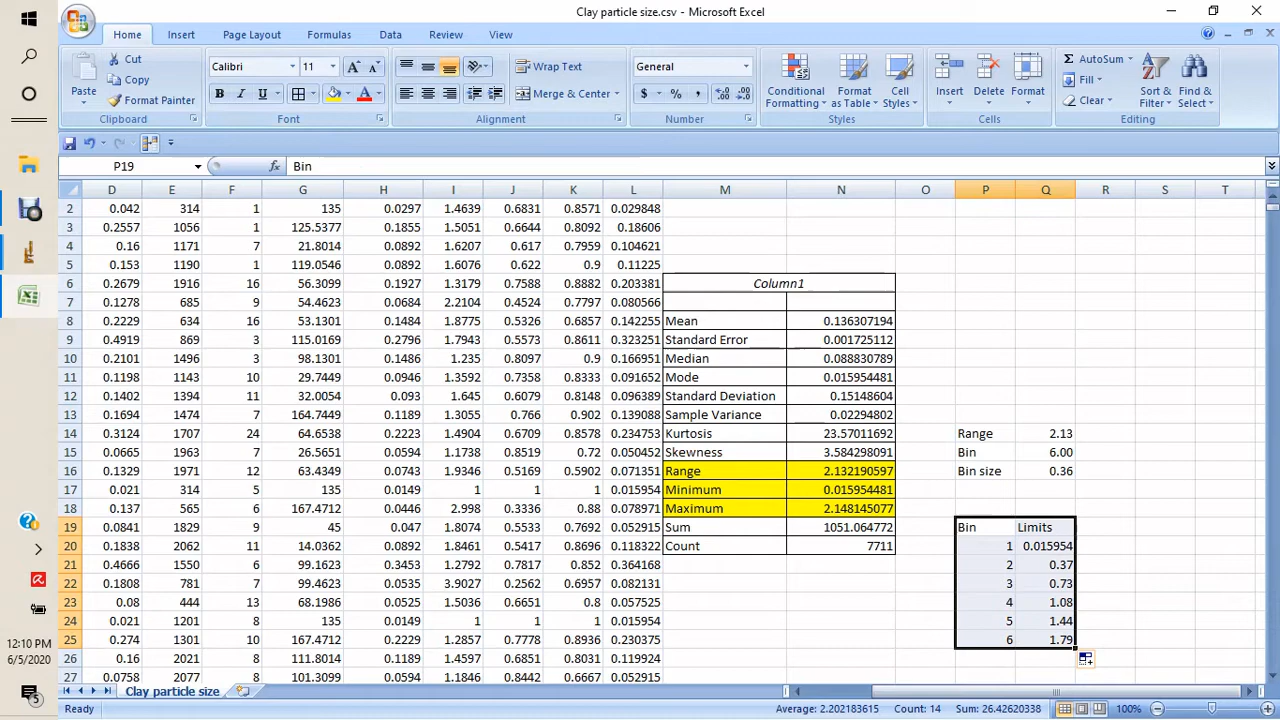 Clay particle size.csv - Microsoft Excel
Home Insert Page Layout Formulas Data Review View
Paste Cut Copy Format Painter Clipboard
Calibri 11 B I U A Font
Wrap Text Merge & Center Alignment
General $ % , Number
Conditional Formatting Format as Table Cell Styles Styles
Insert Delete Format Cells
Σ AutoSum Fill Clear Sort & Filter Find & Select Editing
P19 fx Bin
D E F G H I J K L M N O P Q R S T
2 0.042 314 1 135 0.0297 1.4639 0.6831 0.3571 0.029848
3 0.2557 1056 1 125.5377 0.1855 1.5051 0.6644 0.8092 0.18606
4 0.16 1171 7 21.8014 0.0892 1.6207 0.617 0.7959 0.104621
5 0.153 1190 1 119.0546 0.0892 1.6076 0.622 0.9 0.11225
6 0.2679 1916 16 56.3099 0.1927 1.3179 0.7588 0.8882 0.203381 Column1
7 0.1278 685 9 54.4623 0.0684 2.2104 0.4524 0.7797 0.080566
8 0.2229 634 16 53.1301 0.1484 1.8775 0.5326 0.6857 0.142255 Mean 0.136307194
9 0.4919 869 3 115.0169 0.2796 1.7943 0.5573 0.8611 0.323251 Standard Error 0.001725112
10 0.2101 1496 3 98.1301 0.1486 1.235 0.8097 0.9 0.166951 Median 0.088830789
11 0.1198 1143 10 29.7449 0.0946 1.3592 0.7358 0.8333 0.091652 Mode 0.015954481
12 0.1402 1394 11 32.0054 0.093 1.645 0.6079 0.8148 0.096389 Standard Deviation 0.15148604
13 0.1694 1474 7 164.7449 0.1189 1.3055 0.766 0.902 0.139088 Sample Variance 0.02294802
14 0.3124 1707 24 64.6538 0.2223 1.4904 0.6709 0.8578 0.234753 Kurtosis 23.57011692 Range 2.13
15 0.0665 1963 7 26.5651 0.0743 1.1738 0.8519 0.72 0.050452 Skewness 3.584298091 Bin 6.00
16 0.1329 1971 12 63.4349 0.0743 1.9346 0.5169 0.5902 0.071351 Range 2.132190597 Bin size 0.36
17 0.021 314 5 135 0.0149 1 1 1 0.015954 Minimum 0.015954481
18 0.137 565 6 167.4712 0.0446 2.998 0.3336 0.88 0.078971 Maximum 2.148145077
19 0.0841 1829 9 45 0.047 1.8074 0.5533 0.7692 0.052915 Sum 1051.064772 Bin Limits
20 0.1838 2062 11 14.0362 0.0892 1.8461 0.5417 0.8696 0.118322 Count 7711 1 0.015954
21 0.4666 1550 6 99.1623 0.3453 1.2792 0.7817 0.852 0.364168 2 0.37
22 0.1808 781 7 99.4623 0.0535 3.9027 0.2562 0.6957 0.082131 3 0.73
23 0.08 444 13 68.1986 0.0525 1.5036 0.6651 0.8 0.057525 4 1.08
24 0.021 1201 8 135 0.0149 1 1 1 0.015954 5 1.44
25 0.274 1301 10 167.4712 0.2229 1.2857 0.7778 0.8936 0.230375 6 1.79
26 0.16 2021 8 111.8014 0.1189 1.4597 0.6851 0.8031 0.119924
27 0.0758 2077 8 101.3099 0.0594 1.1846 0.8442 0.6667 0.052915
12:10 PM
6/5/2020
5
Clay particle size
Ready Average: 2.202183615 Count: 14 Sum: 26.42620338 100%